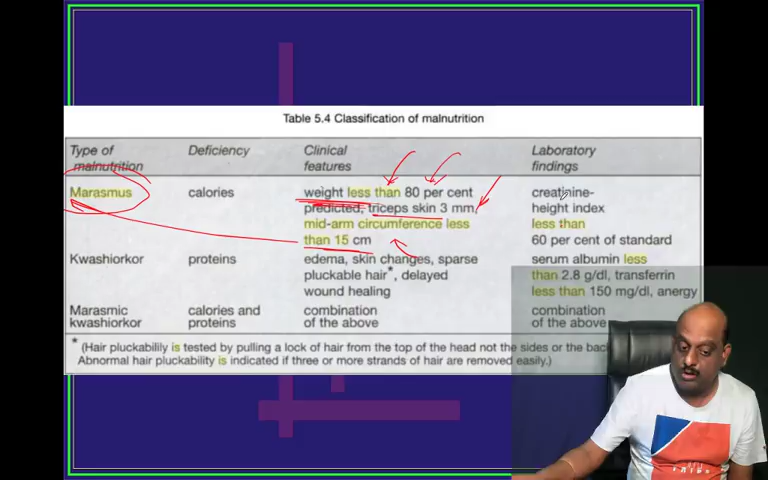 Table 5.4 Classification of malnutrition
Type of malnutrition Deficiency Clinical features Laboratory findings
Marasmus calories weight less than 80 per cent creatinine-
predicted, triceps skin 3 mm, height index
mid-arm circumference less less than
than 15 cm 60 per cent of standard
Kwashiorkor proteins edema, skin changes, sparse serum albumin less
pluckable hair*, delayed than 2.8 g/dl, transferrin
wound healing less than 150 mg/dl, anergy
Marasmic calories and combination combination
kwashiorkor proteins of the above of the above
* (Hair pluckability is tested by pulling a lock of hair from the top of the head not the sides or the back
Abnormal hair pluckability is indicated if three or more strands of hair are removed easily.)